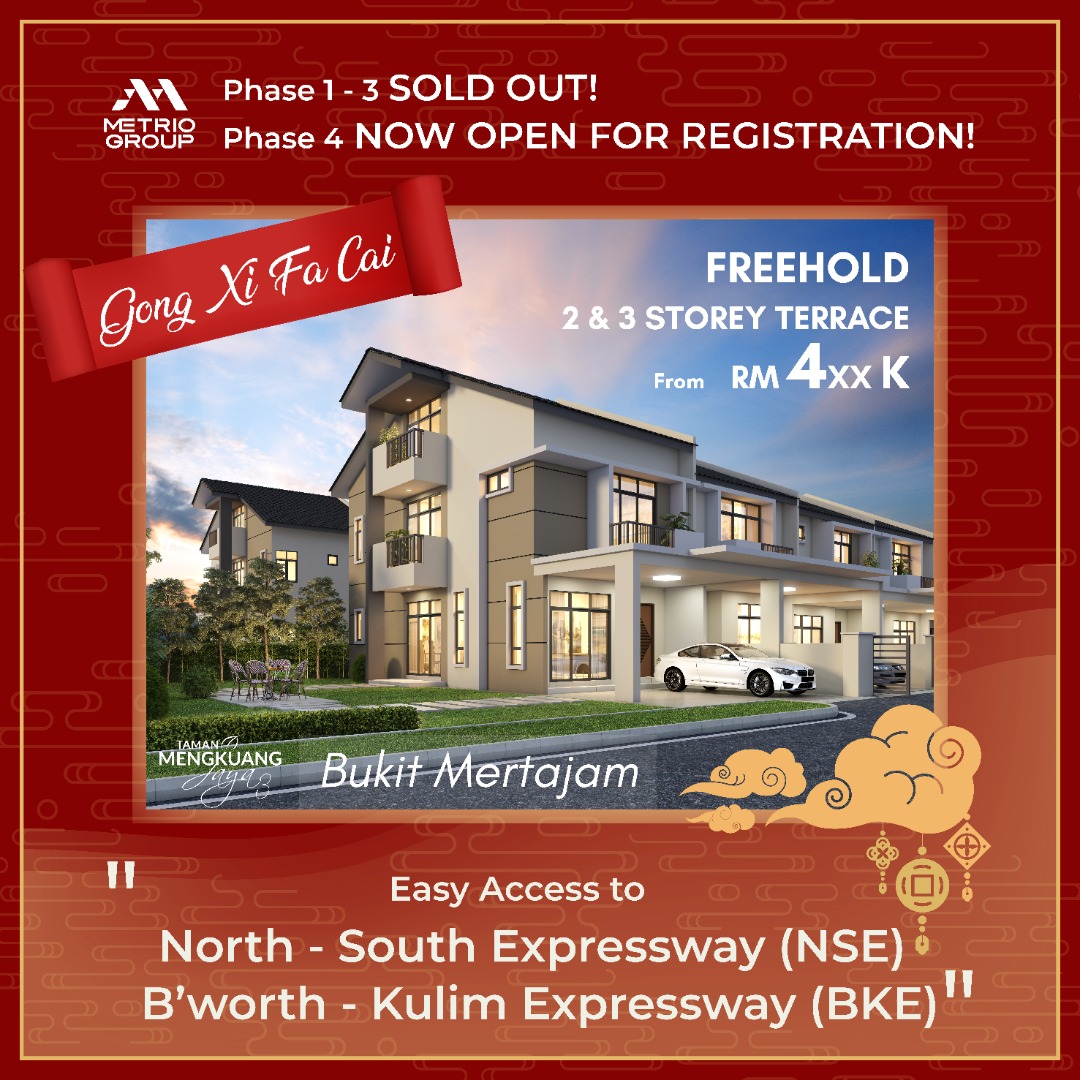 METRIO
GROUP
Phase 1 - 3 SOLD OUT!
Phase 4 NOW OPEN FOR REGISTRATION!
Gong Xi Fa Cai
FREEHOLD
2 & 3 STOREY TERRACE
From RM 4XX K
TAMAN
MENGKUANG
Jaya
Bukit Mertajam
"
Easy Access to
North - South Expressway (NSE)
B'worth - Kulim Expressway (BKE)"